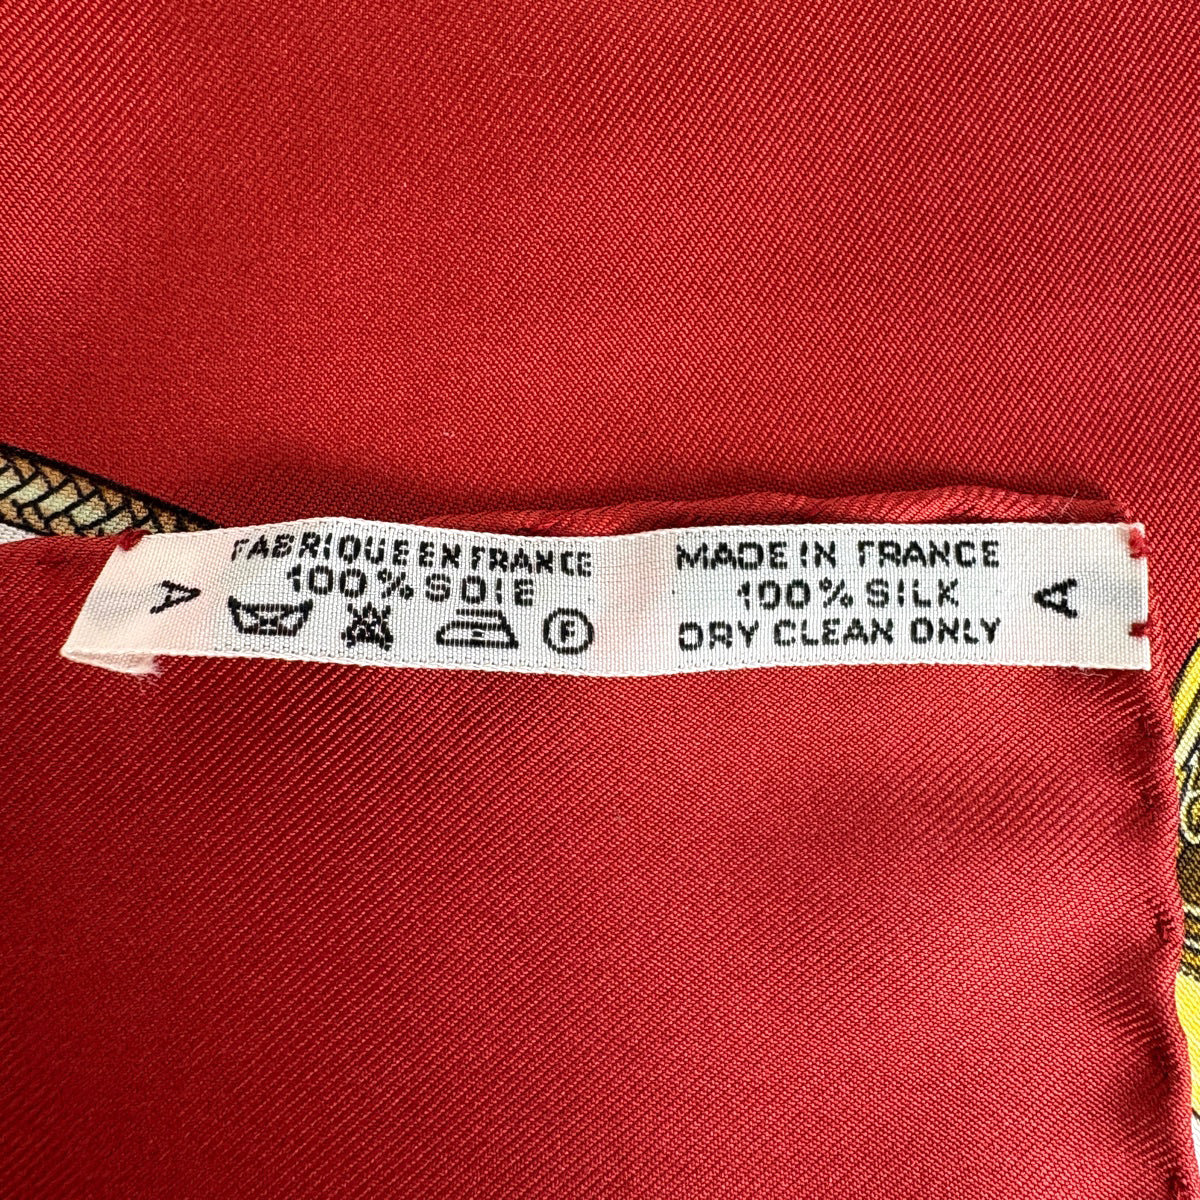 A
FABRIQUE EN FRANCE
100% SOIE
F
MADE IN FRANCE
100% SILK
DRY CLEAN ONLY
A